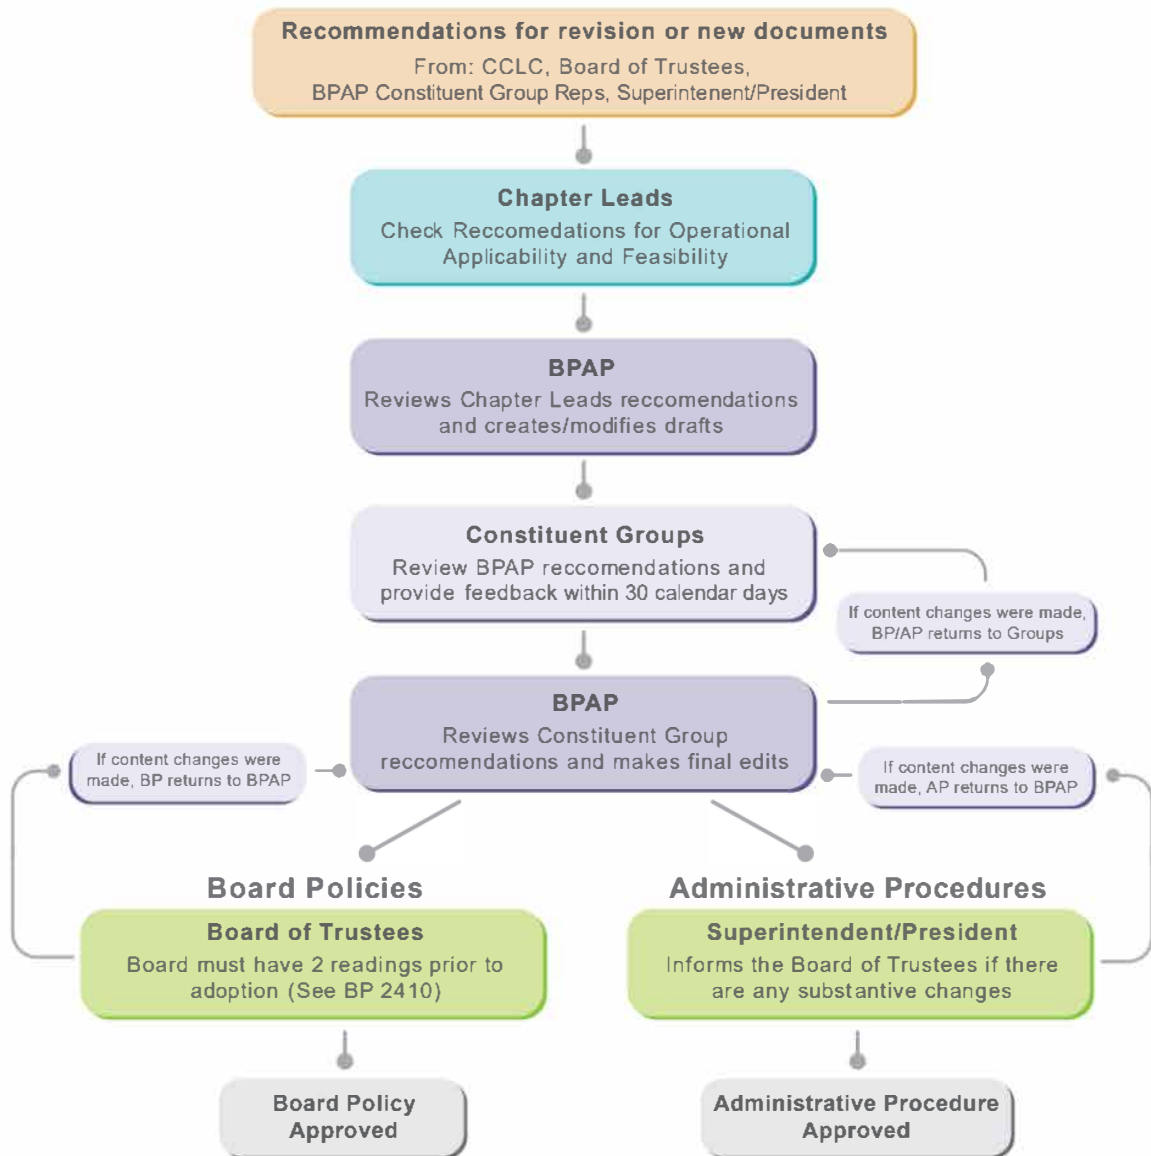 Recommendations for revision or new documents
From: CCLC, Board of Trustees,
BPAP Constituent Group Reps, Superintenent/President
Chapter Leads
Check Reccomedations for Operational
Applicability and Feasibility
BPAP
Reviews Chapter Leads reccomendations
and creates/modifies drafts
Constituent Groups
Review BPAP reccomendations and
provide feedback within 30 calendar days
If content changes were made,
BP/AP returns to Groups
BPAP
Reviews Constituent Group
reccomendations and makes final edits
If content changes were
made, BP returns to BPAP
If content changes were
made, AP returns to BPAP
Board Policies
Board of Trustees
Board must have 2 readings prior to
adoption (See BP 2410)
Administrative Procedures
Superintendent/President
Informs the Board of Trustees if there
are any substantive changes
Board Policy
Approved
Administrative Procedure
Approved